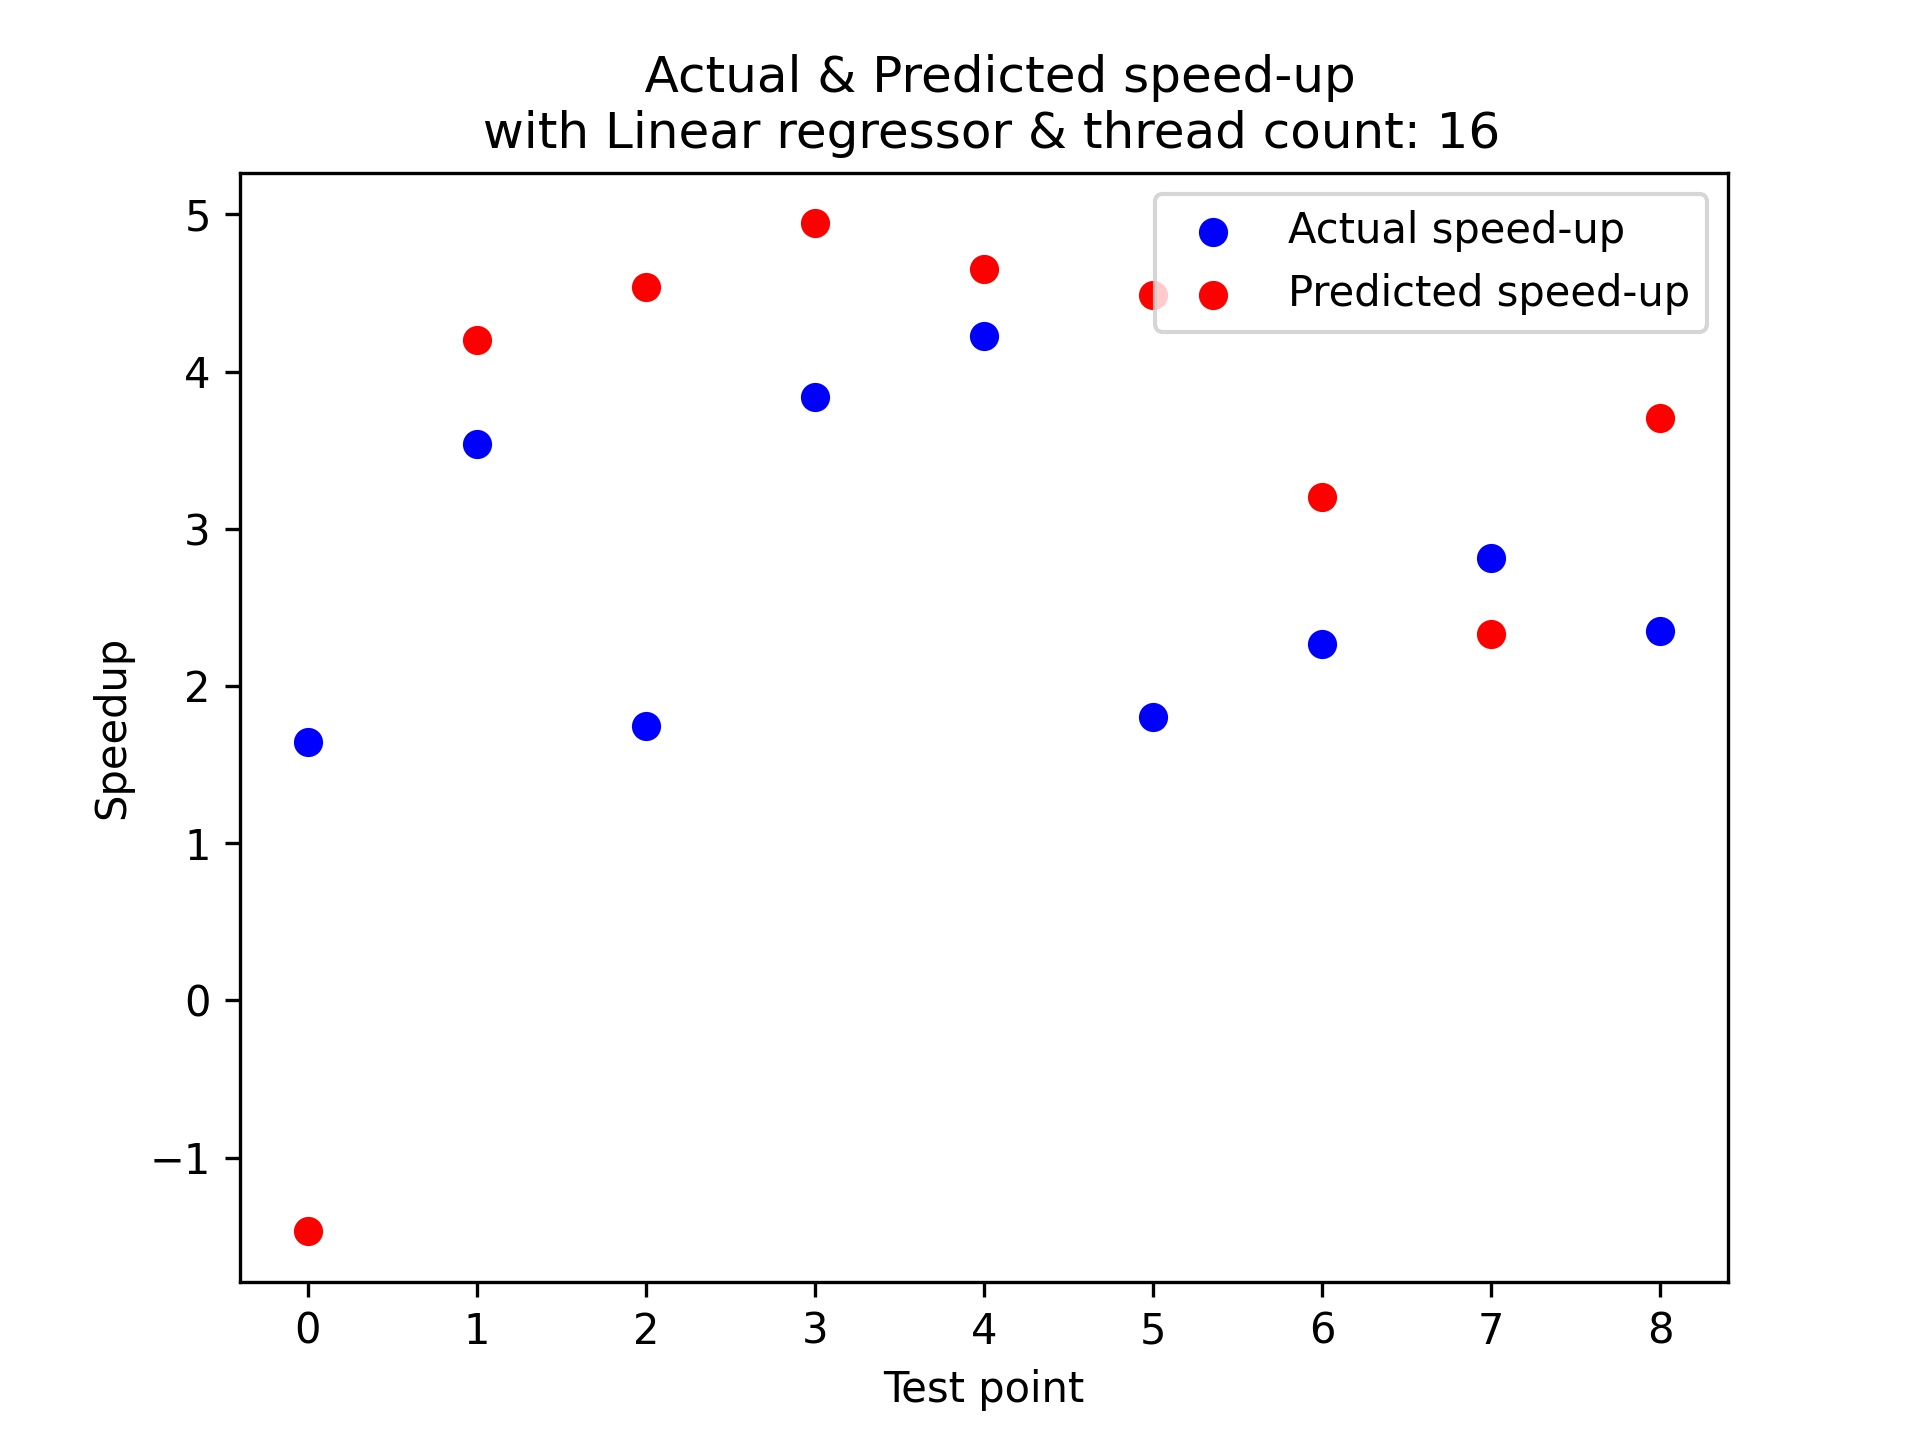 Actual & Predicted speed-up
with Linear regressor & thread count: 16
Actual speed-up
Predicted speed-up
5
4
3
2
1
0
−1
Speedup
0 1 2 3 4 5 6 7 8
Test point